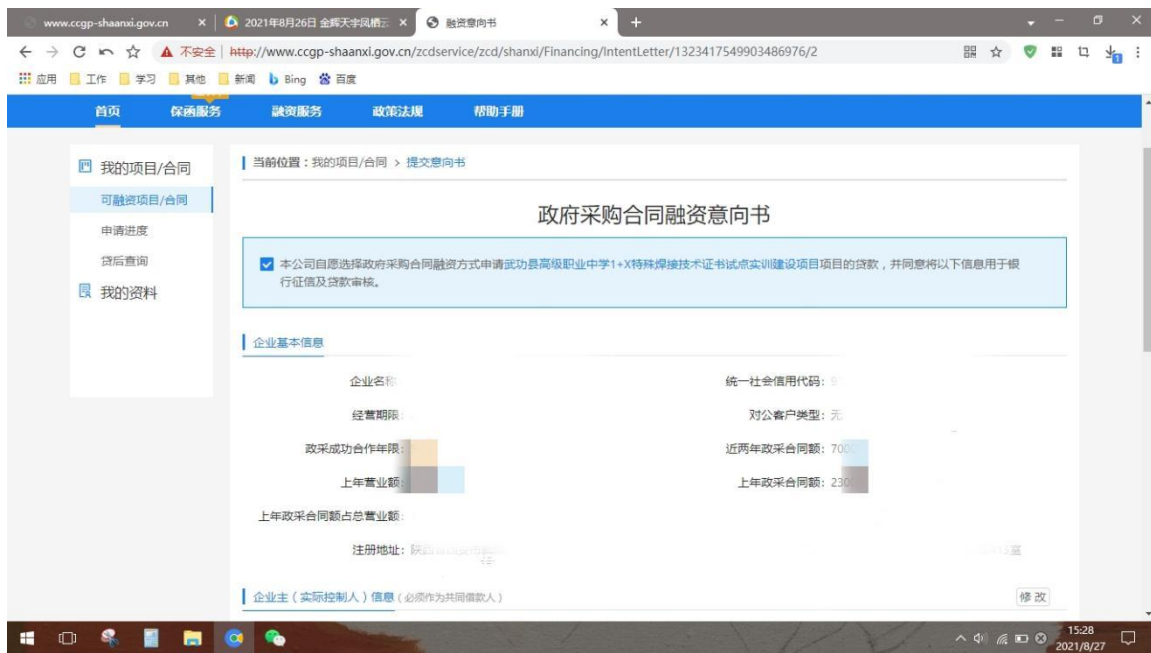 www.ccgp-shaanxi.gov.cn
2021年8月26日 金辉天宇凤栖云
融资意向书
不安全
http://www.ccgp-shaanxi.gov.cn/zcdservice/zcd/shanxi/Financing/IntentLetter/1323417549903486976/2
应用 工作 学习 其他 新闻 Bing 百度
首页 保函服务 融资服务 政策法规 帮助手册
我的项目/合同
可融资项目/合同
申请进度
贷后查询
我的资料
当前位置：我的项目/合同 > 提交意向书
政府采购合同融资意向书
本公司自愿选择政府采购合同融资方式申请武功县高级职业中学1+X特殊焊接技术证书试点实训建设项目项目的贷款，并同意将以下信息用于银
行征信及贷款审核。
企业基本信息
企业名称
统一社会信用代码：9
经营期限：
对公客户类型：无
政采成功合作年限：
近两年政采合同额：700
上年营业额：
上年政采合同额：230
上年政采合同额占总营业额：
注册地址：
室
企业主（实际控制人）信息（必须作为共同借款人）
修改
15:28
2021/8/27